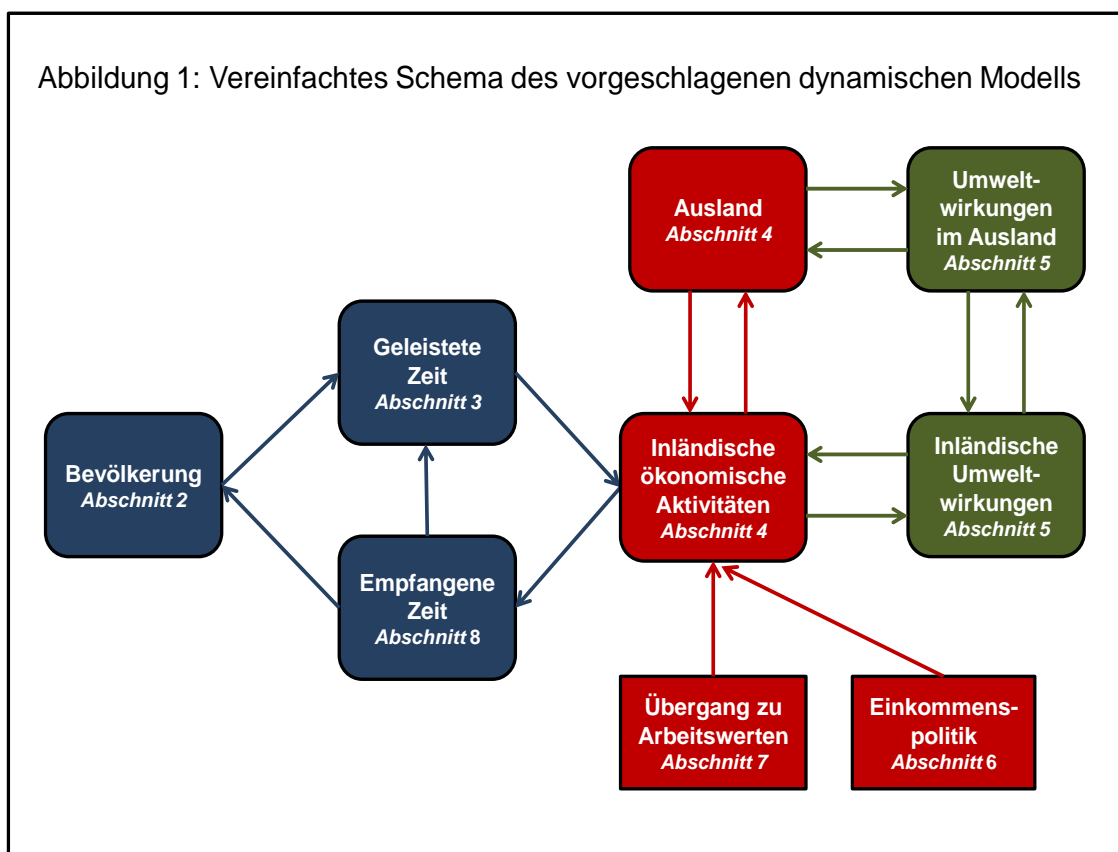 Abbildung 1: Vereinfachtes Schema des vorgeschlagenen dynamischen Modells
Ausland
Abschnitt 4
Umwelt-
wirkungen
im Ausland
Abschnitt 5
Geleistete
Zeit
Abschnitt 3
Bevölkerung
Abschnitt 2
Inländische
ökonomische
Aktivitäten
Abschnitt 4
Inländische
Umwelt-
wirkungen
Abschnitt 5
Empfangene
Zeit
Abschnitt 8
Übergang zu
Arbeitswerten
Abschnitt 7
Einkommens-
politik
Abschnitt 6